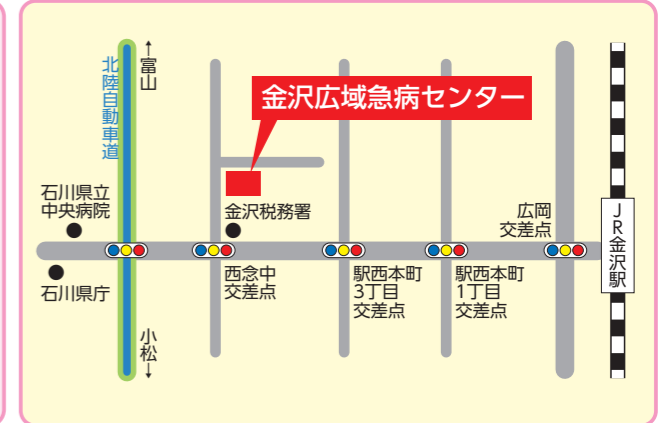 ↑富山
北陸自動車道
金沢広域急病センター
石川県立
中央病院
金沢税務署
広岡
交差点
JR金沢駅
石川県庁
西念中
交差点
駅西本町
3丁目
交差点
駅西本町
1丁目
交差点
小松↓